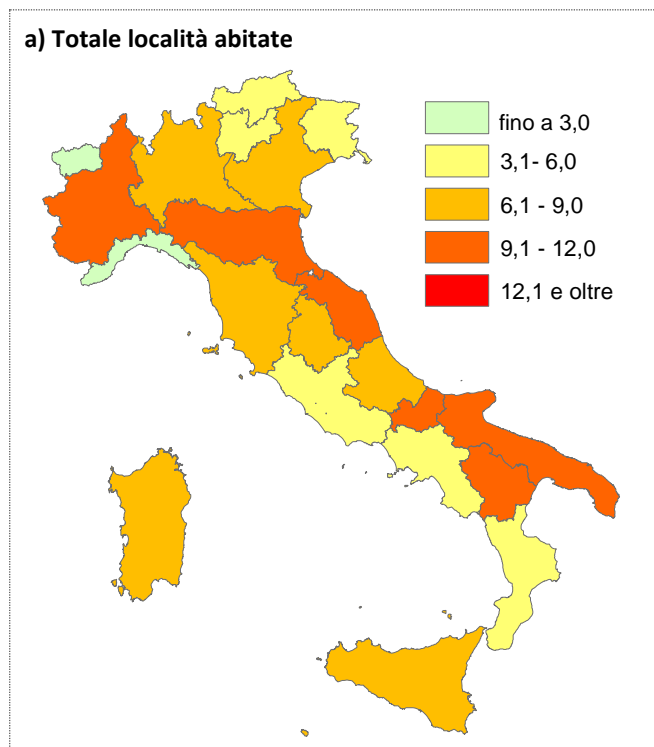 a) Totale località abitate
fino a 3,0
3,1- 6,0
6,1 - 9,0
9,1 - 12,0
12,1 e oltre